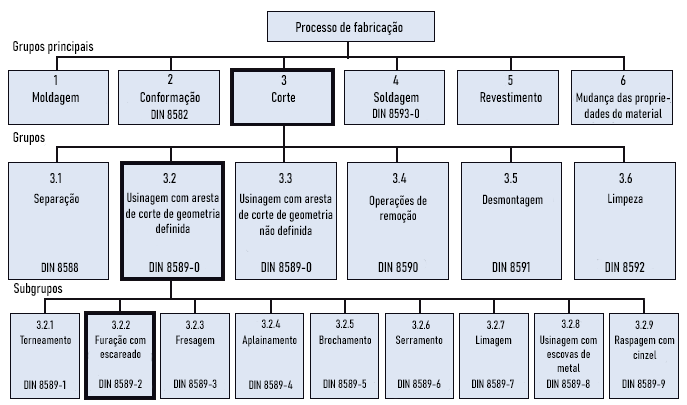 Processo de fabricação
Grupos principais
1
Moldagem
2
Conformação
DIN 8582
3
Corte
4
Soldagem
DIN 8593-0
5
Revestimento
6
Mudança das proprie-
dades do material
Grupos
3.1
Separação
DIN 8588
3.2
Usinagem com aresta
de corte de geometria
definida
DIN 8589-0
3.3
Usinagem com aresta
de corte de geometria
não definida
DIN 8589-0
3.4
Operações de
remoção
DIN 8590
3.5
Desmontagem
DIN 8591
3.6
Limpeza
DIN 8592
Subgrupos
3.2.1
Torneamento
DIN 8589-1
3.2.2
Furação com
escareado
DIN 8589-2
3.2.3
Fresagem
DIN 8589-3
3.2.4
Aplainamento
DIN 8589-4
3.2.5
Brochamento
DIN 8589-5
3.2.6
Serramento
DIN 8589-6
3.2.7
Limagem
DIN 8589-7
3.2.8
Usinagem com
escovas de
metal
DIN 8589-8
3.2.9
Raspagem com
cinzel
DIN 8589-9